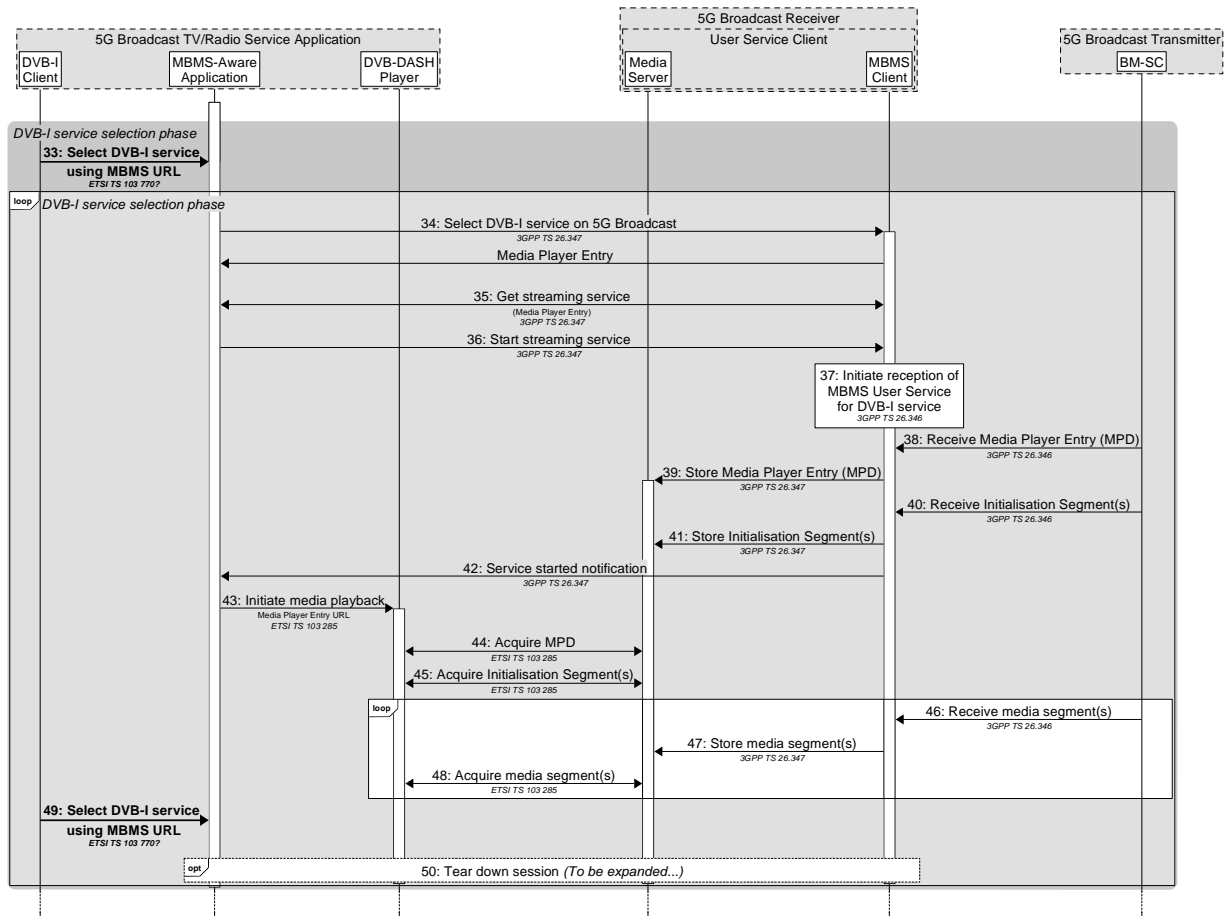 5G Broadcast Receiver
5G Broadcast TV/Radio Service Application
User Service Client
5G Broadcast Transmitter
DVB-I
Client
MBMS-Aware
Application
DVB-DASH
Player
Media
Server
MBMS
Client
BM-SC
DVB-I service selection phase
33: Select DVB-I service
using MBMS URL
ETSI TS 103 770?
loop
DVB-I service selection phase
34: Select DVB-I service on 5G Broadcast
3GPP TS 26.347
Media Player Entry
35: Get streaming service
(Media Player Entry)
3GPP TS 26.347
36: Start streaming service
3GPP TS 26.347
37: Initiate reception of
MBMS User Service
for DVB-I service
3GPP TS 26.346
38: Receive Media Player Entry (MPD)
3GPP TS 26.346
39: Store Media Player Entry (MPD)
3GPP TS 26.347
40: Receive Initialisation Segment(s)
3GPP TS 26.346
41: Store Initialisation Segment(s)
3GPP TS 26.347
42: Service started notification
3GPP TS 26.347
43: Initiate media playback
Media Player Entry URL
ETSI TS 103 285
44: Acquire MPD
ETSI TS 103 285
45: Acquire Initialisation Segment(s)
ETSI TS 103 285
loop
46: Receive media segment(s)
3GPP TS 26.346
47: Store media segment(s)
3GPP TS 26.347
48: Acquire media segment(s)
ETSI TS 103 285
49: Select DVB-I service
using MBMS URL
ETSI TS 103 770?
opt
50: Tear down session (To be expanded...)